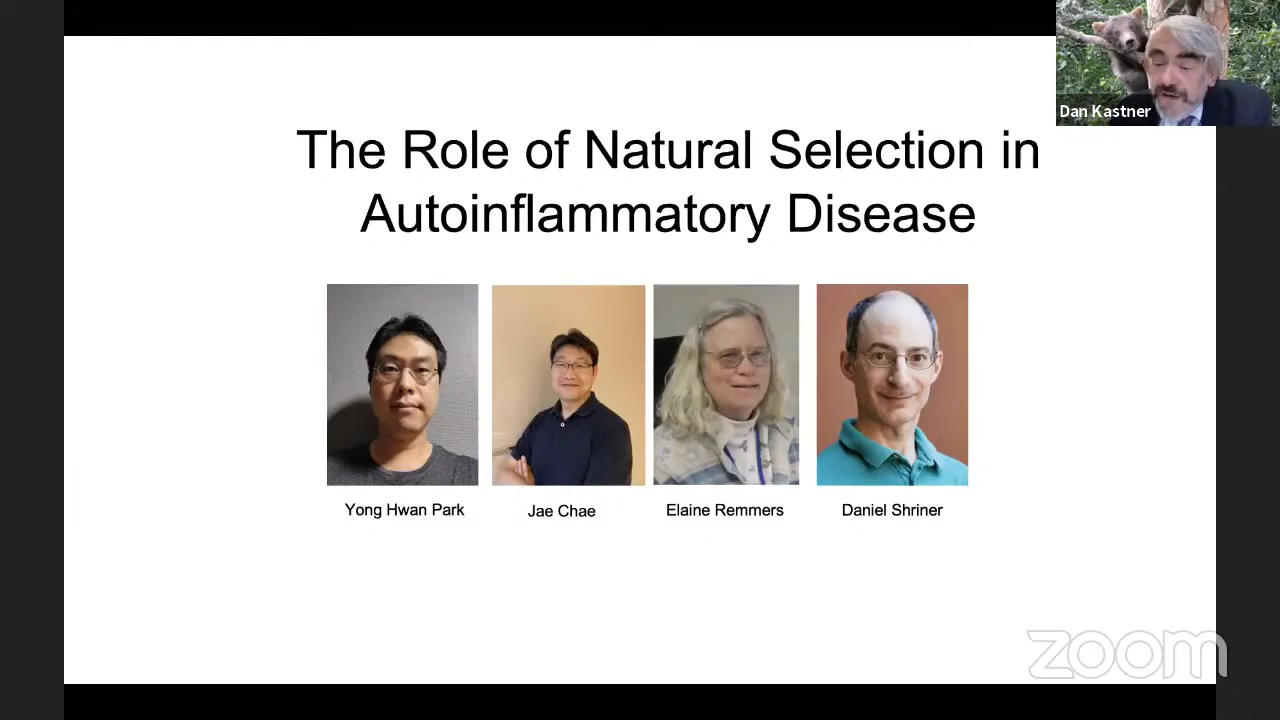 Dan Kastner
The Role of Natural Selection in
Autoinflammatory Disease
Yong Hwan Park
Jae Chae
Elaine Remmers
Daniel Shriner
zoom